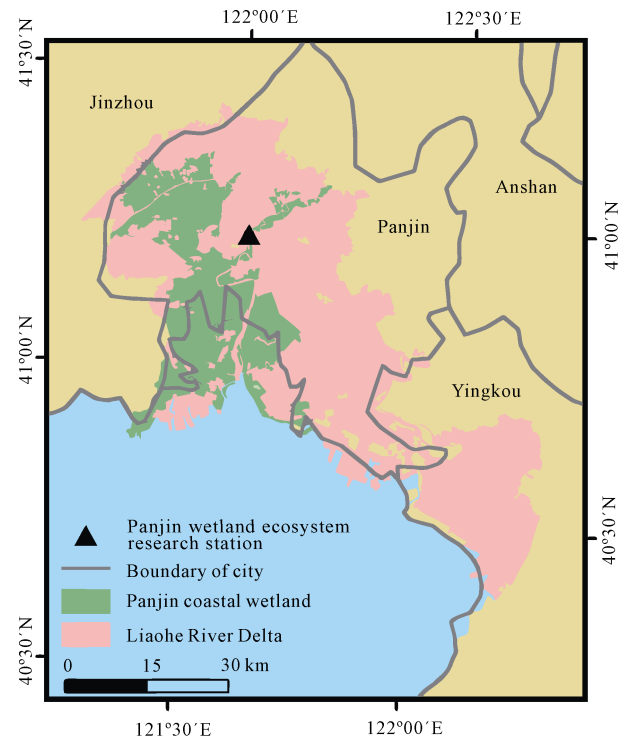 122°00′E
122°30′E
41°30′N
Jinzhou
Anshan
Panjin
41°00′N
41°00′N
Yingkou
40°30′N
Panjin wetland ecosystem
research station
Boundary of city
Panjin coastal wetland
Liaohe River Delta
40°30′N
0 15 30 km
121°30′E
122°00′E